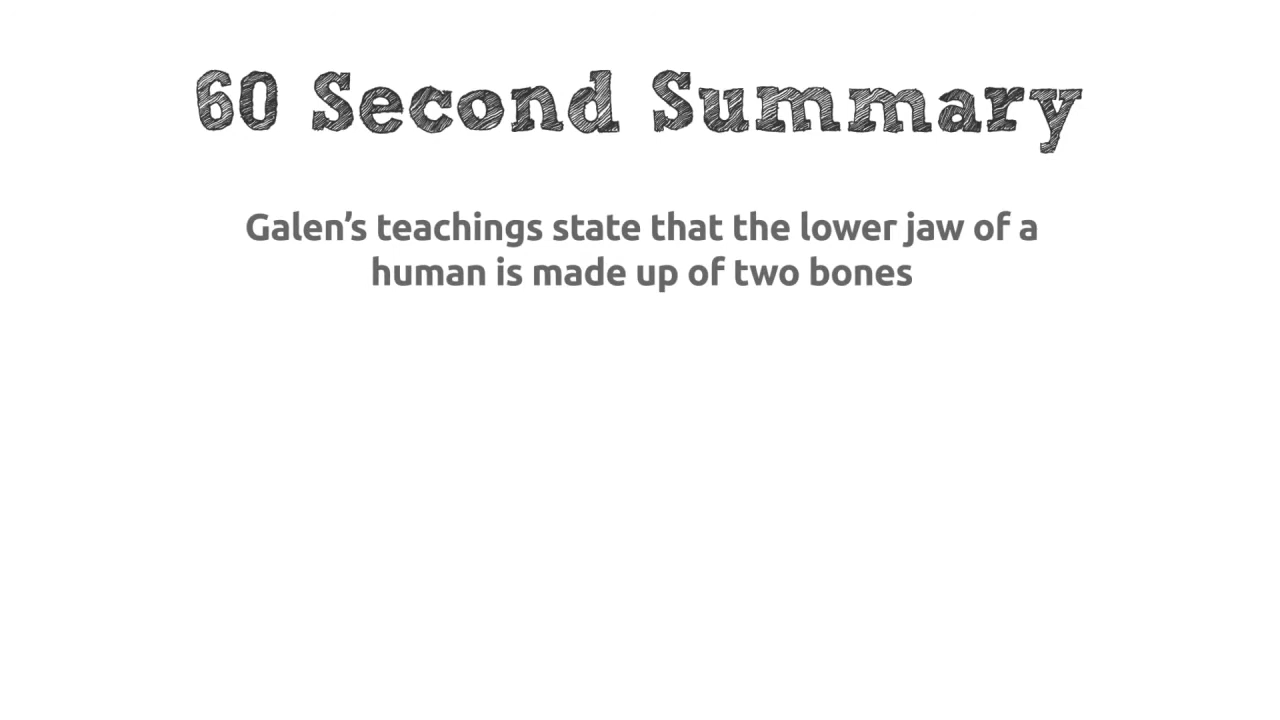 60 Second Summary
Galen’s teachings state that the lower jaw of a
human is made up of two bones